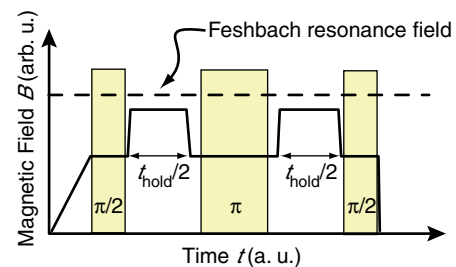 Feshbach resonance field
Magnetic Field B (arb. u.)
t_hold/2
t_hold/2
π/2
π
π/2
Time t (a. u.)